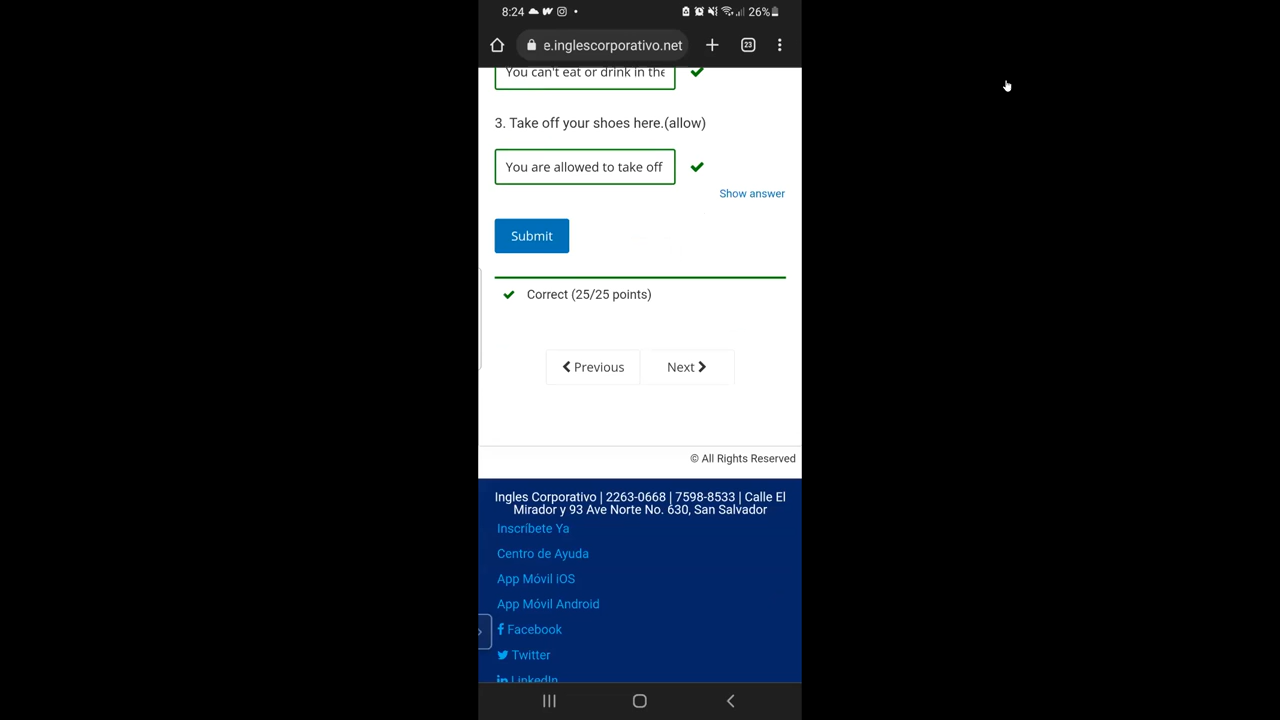 8:24
26%
23
e.inglescorporativo.net
You can't eat or drink in the
3. Take off your shoes here.(allow)
You are allowed to take off
Show answer
Submit
Correct (25/25 points)
Previous
Next
© All Rights Reserved
Ingles Corporativo | 2263-0668 | 7598-8533 | Calle El
Mirador y 93 Ave Norte No. 630, San Salvador
Inscríbete Ya
Centro de Ayuda
App Móvil iOS
App Móvil Android
Facebook
Twitter
LinkedIn